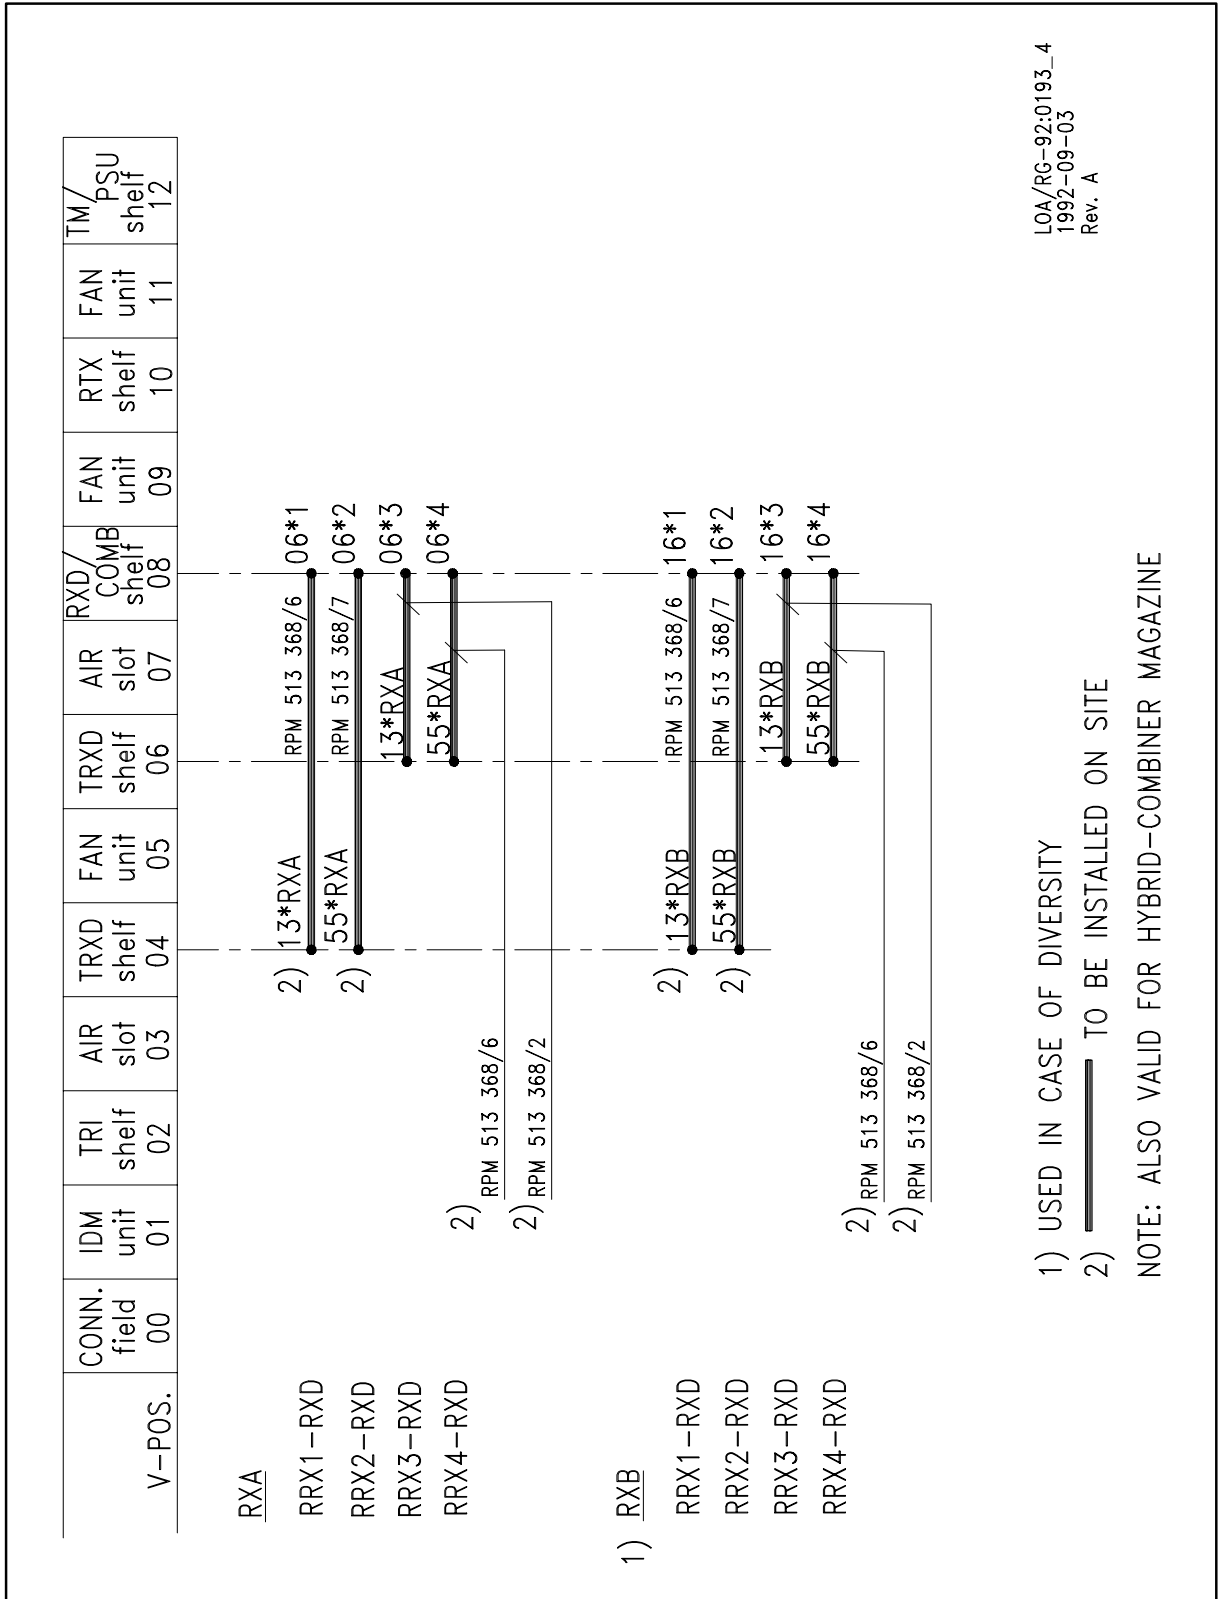 V-POS.
CONN. field 00
IDM unit 01
TRI shelf 02
AIR slot 03
TRXD shelf 04
FAN unit 05
TRXD shelf 06
AIR slot 07
RXD/ COMB shelf 08
FAN unit 09
RTX shelf 10
FAN unit 11
TM/ PSU shelf 12
RXA
RRX1-RXD 2) 13*RXA RPM 513 368/6 06*1
RRX2-RXD 2) 55*RXA RPM 513 368/7 06*2
RRX3-RXD 13*RXA 06*3
RRX4-RXD 55*RXA 06*4
2) RPM 513 368/6
2) RPM 513 368/2
1) RXB
RRX1-RXD 2) 13*RXB RPM 513 368/6 16*1
RRX2-RXD 2) 55*RXB RPM 513 368/7 16*2
RRX3-RXD 13*RXB 16*3
RRX4-RXD 55*RXB 16*4
2) RPM 513 368/6
2) RPM 513 368/2
1) USED IN CASE OF DIVERSITY
2) TO BE INSTALLED ON SITE
NOTE: ALSO VALID FOR HYBRID-COMBINER MAGAZINE
LOA/RG-92:0193_4
1992-09-03
Rev. A